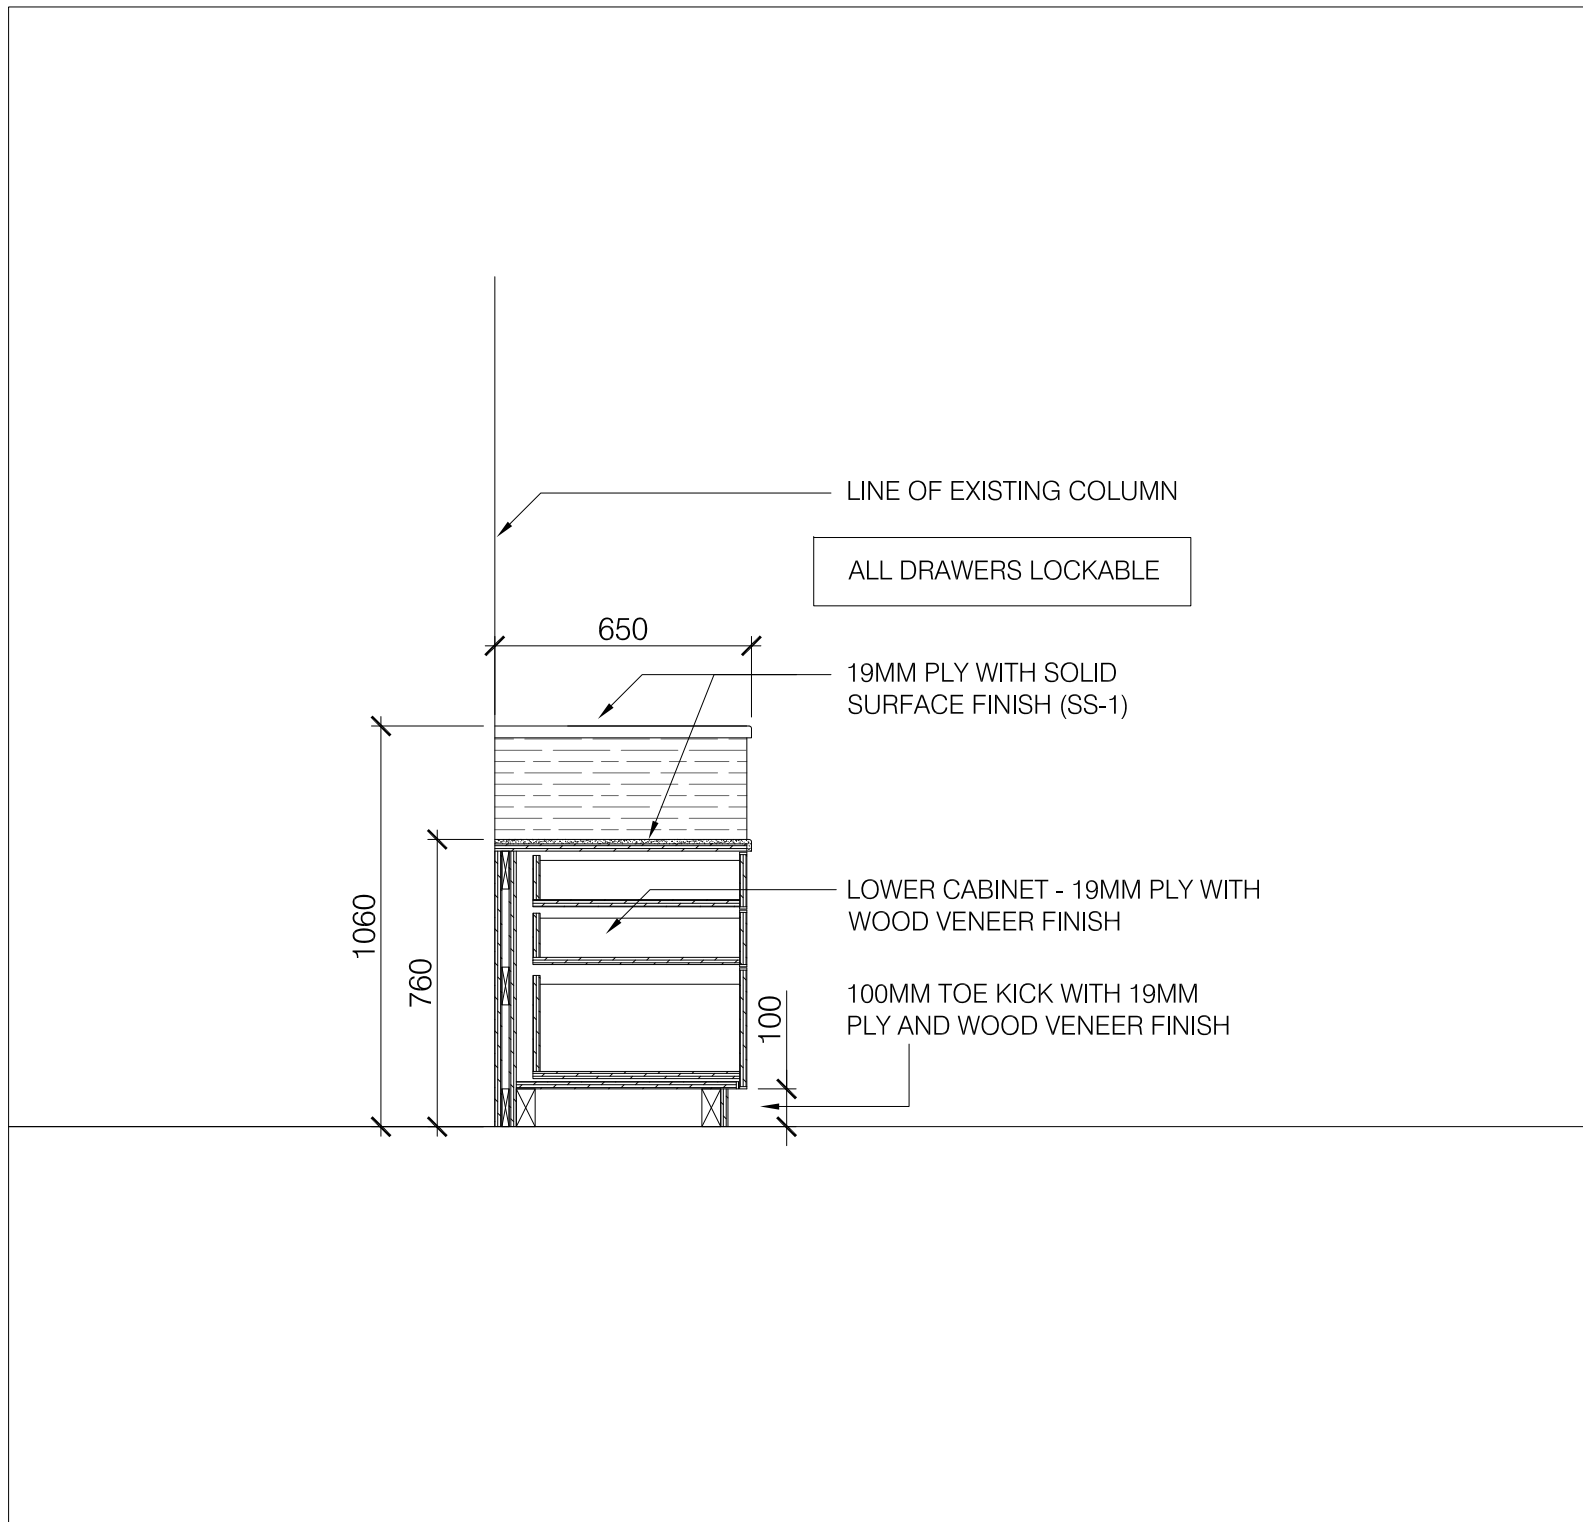 LINE OF EXISTING COLUMN
ALL DRAWERS LOCKABLE
650
19MM PLY WITH SOLID
SURFACE FINISH (SS-1)
1060
760
LOWER CABINET - 19MM PLY WITH
WOOD VENEER FINISH
100
100MM TOE KICK WITH 19MM
PLY AND WOOD VENEER FINISH